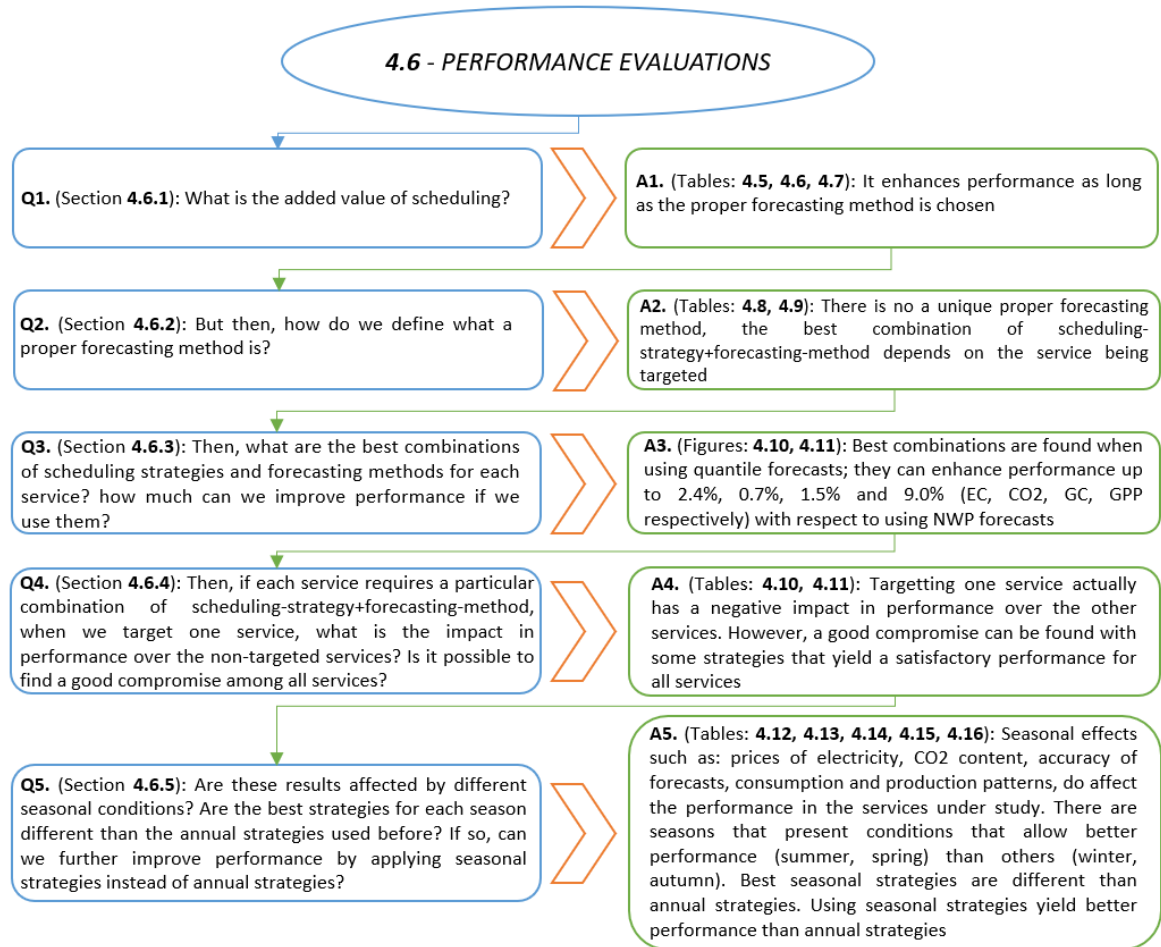 4.6 - PERFORMANCE EVALUATIONS
Q1. (Section 4.6.1): What is the added value of scheduling?
A1. (Tables: 4.5, 4.6, 4.7): It enhances performance as long
as the proper forecasting method is chosen
Q2. (Section 4.6.2): But then, how do we define what a
proper forecasting method is?
A2. (Tables: 4.8, 4.9): There is no a unique proper forecasting
method, the best combination of scheduling-
strategy+forecasting-method depends on the service being
targeted
Q3. (Section 4.6.3): Then, what are the best combinations
of scheduling strategies and forecasting methods for each
service? how much can we improve performance if we
use them?
A3. (Figures: 4.10, 4.11): Best combinations are found when
using quantile forecasts; they can enhance performance up
to 2.4%, 0.7%, 1.5% and 9.0% (EC, CO2, GC, GPP
respectively) with respect to using NWP forecasts
Q4. (Section 4.6.4): Then, if each service requires a particular
combination of scheduling-strategy+forecasting-method,
when we target one service, what is the impact in
performance over the non-targeted services? Is it possible to
find a good compromise among all services?
A4. (Tables: 4.10, 4.11): Targetting one service actually
has a negative impact in performance over the other
services. However, a good compromise can be found with
some strategies that yield a satisfactory performance for
all services
Q5. (Section 4.6.5): Are these results affected by different
seasonal conditions? Are the best strategies for each season
different than the annual strategies used before? If so, can
we further improve performance by applying seasonal
strategies instead of annual strategies?
A5. (Tables: 4.12, 4.13, 4.14, 4.15, 4.16): Seasonal effects
such as: prices of electricity, CO2 content, accuracy of
forecasts, consumption and production patterns, do affect
the performance in the services under study. There are
seasons that present conditions that allow better
performance (summer, spring) than others (winter,
autumn). Best seasonal strategies are different than
annual strategies. Using seasonal strategies yield better
performance than annual strategies